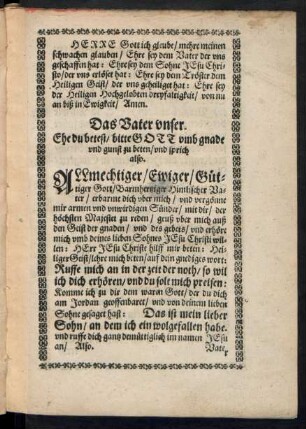 HERRE Gott ich gleube / mehre meinen
schwachen glauben / Ehre sey dem Vater der vns
geschaffen hat: Ehre sey dem Sohne JEsu Chri-
sto / der vns erlöset hat: Ehre sey dem Tröster dem
Heiligen Geist / der vns geheiliget hat: Ehre sey
der Heiligen Hochgelobten dreyfaltigkeit / von nu
an biß in Ewigkeit / Amen.
Das Vater vnser.
Ehe du betest / bitte GOTT vmb gnade
vnd gunst zu beten / vnd sprich
also.
ALlmechtiger / Ewiger / Gü-
tiger Gott / Barmhertziger Himlischer Va-
ter / erbarme dich vber mich / vnd vergönne
mir armen vnd vnwirdigen Sünder / mit dir / der
höchsten Majestet zu reden / geuß vber mich auß
den Geist der gnaden / vnd des gebets / vnd erhöre
mich vmb deines lieben Sohnes JEsu Christi wil-
len: HErr JEsu Christe hilff mir beten: Hei-
liger Geist / lehre mich beten / auff dein gnediges wort:
Ruffe mich an in der zeit der noth / so wil
ich dich erhören / vnd du solt mich preisen:
Komme ich zu dir dem waren Gott / der du dich
am Jordan geoffenbaret / vnd von deinem lieben
Sohne gesaget hast: Das ist mein lieber
Sohn / an dem ich ein wolgefallen habe.
vnd ruffe dich gantz demütiglich im namen JEsu
an / Also. Vate,